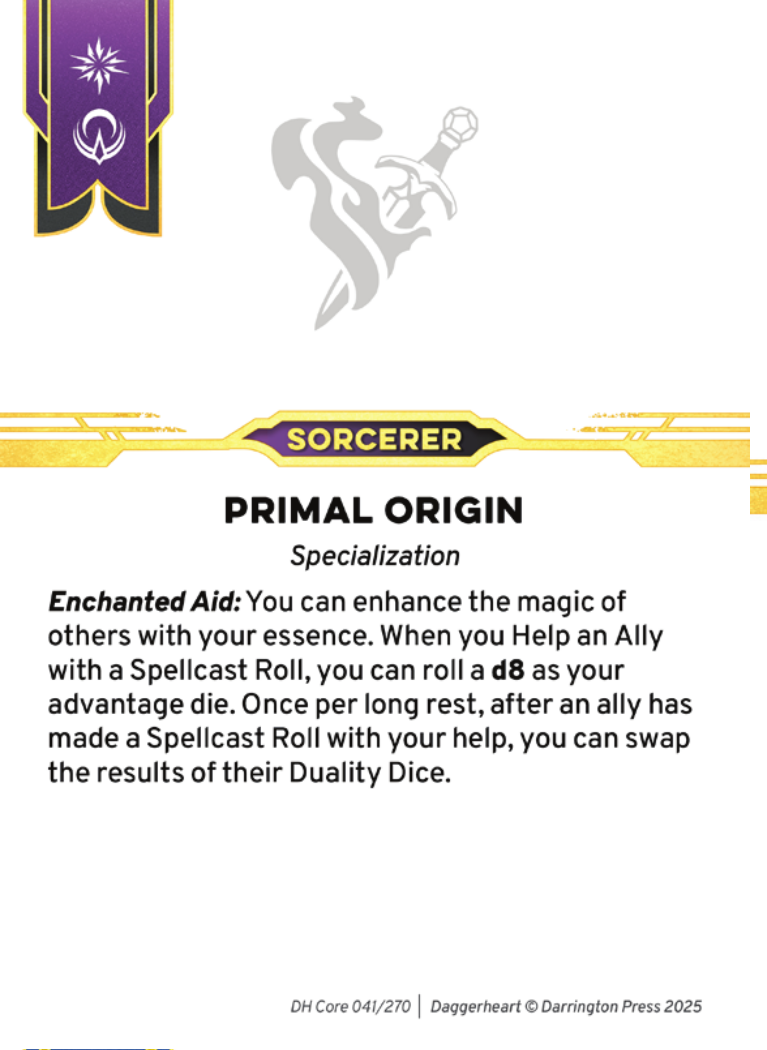 SORCERER
PRIMAL ORIGIN
Specialization
Enchanted Aid: You can enhance the magic of
others with your essence. When you Help an Ally
with a Spellcast Roll, you can roll a d8 as your
advantage die. Once per long rest, after an ally has
made a Spellcast Roll with your help, you can swap
the results of their Duality Dice.
DH Core 041/270 | Daggerheart © Darrington Press 2025